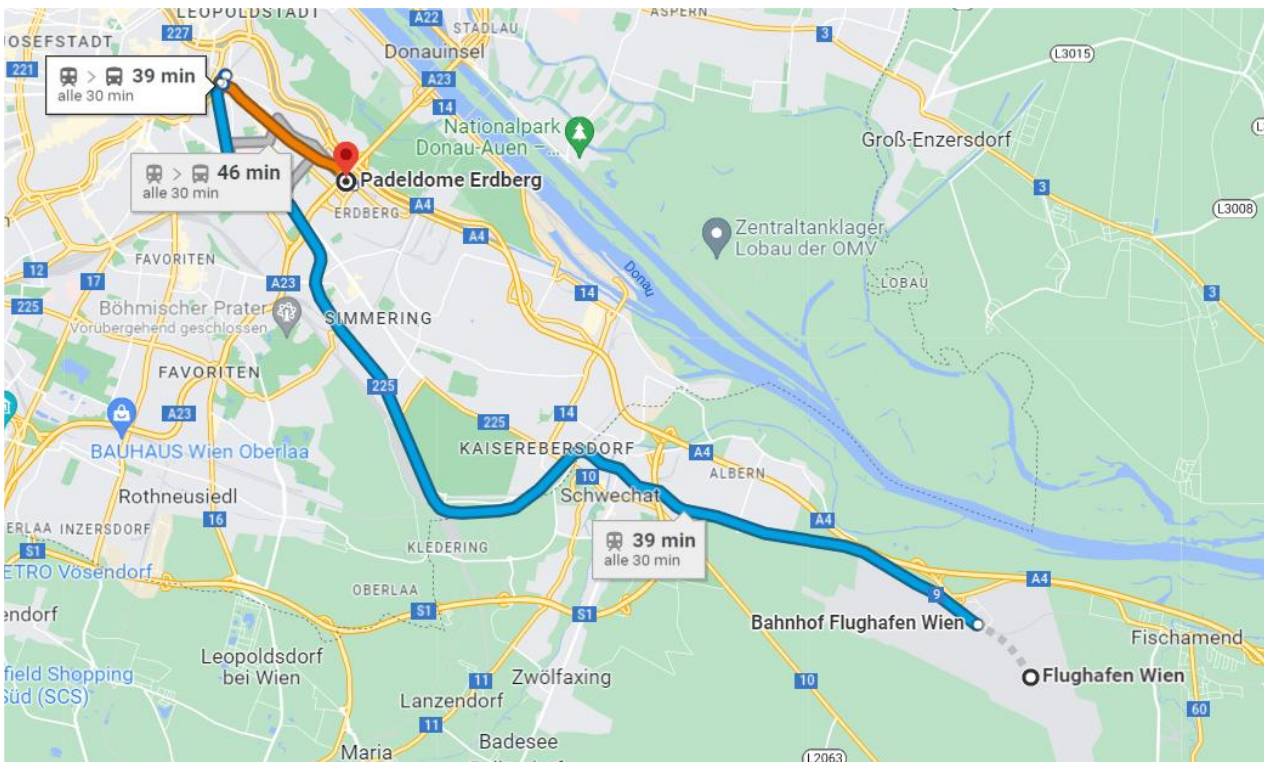 LEOPOLDSTADT
ASPERN
A22
STADLAU
227
JOSEFSTADT
Donauinsel
3
L3015
221
39 min
alle 30 min
A23
14
Nationalpark
Donau-Auen – ...
Groß-Enzersdorf
46 min
alle 30 min
Padeldome Erdberg
3
ERDBERG
A4
L3008
Zentraltanklager
Lobau der OMV
A4
FAVORITEN
12
17
A23
Donau
14
LOBAU
3
225
Böhmischer Prater
Vorübergehend geschlossen
SIMMERING
FAVORITEN
225
A23
225
14
BAUHAUS Wien Oberlaa
KAISEREBERSDORF
A4
10
ALBERN
Rothneusiedl
Schwechat
16
A4
ERLAA
INZERSDORF
39 min
alle 30 min
S1
KLEDERING
ETRO Vösendorf
OBERLAA
A4
9
S1
S1
endorf
Bahnhof Flughafen Wien
Fischamend
Leopoldsdorf
bei Wien
field Shopping
Süd (SCS)
11
Zwölfaxing
10
Flughafen Wien
Lanzendorf
60
11
Badesee
Maria
L2063